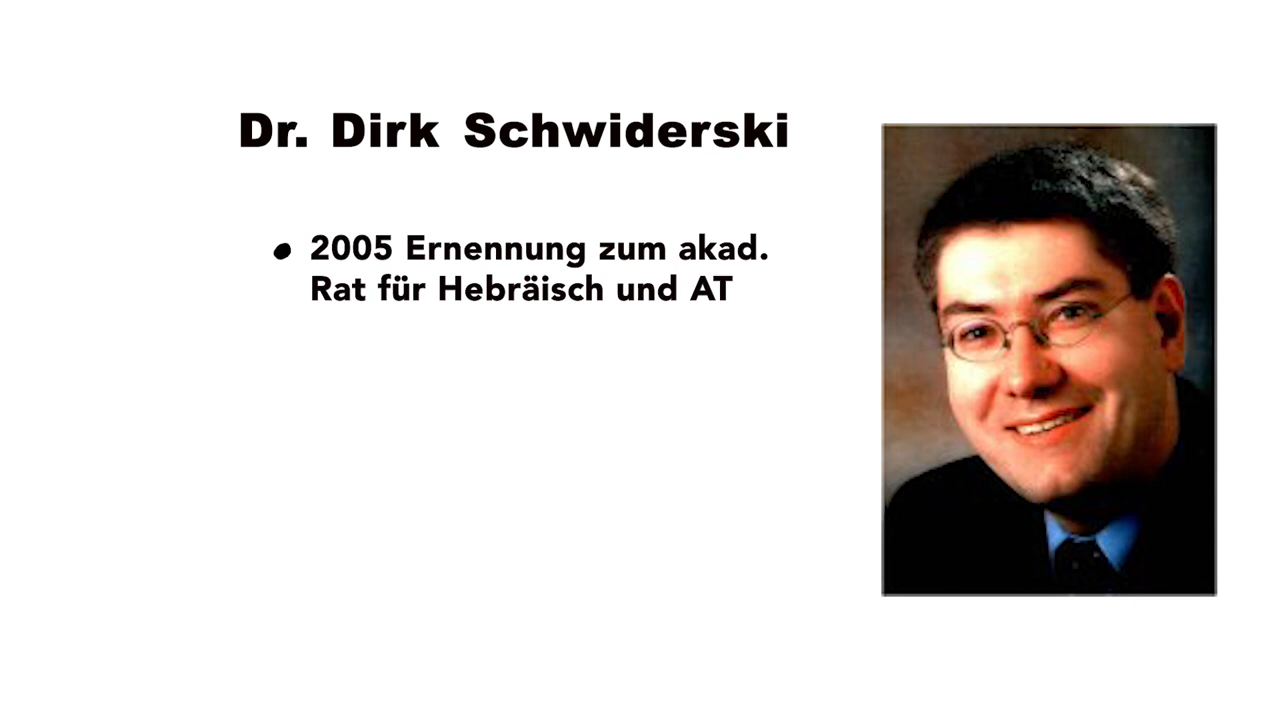 Dr. Dirk Schwiderski
• 2005 Ernennung zum akad.
Rat für Hebräisch und AT